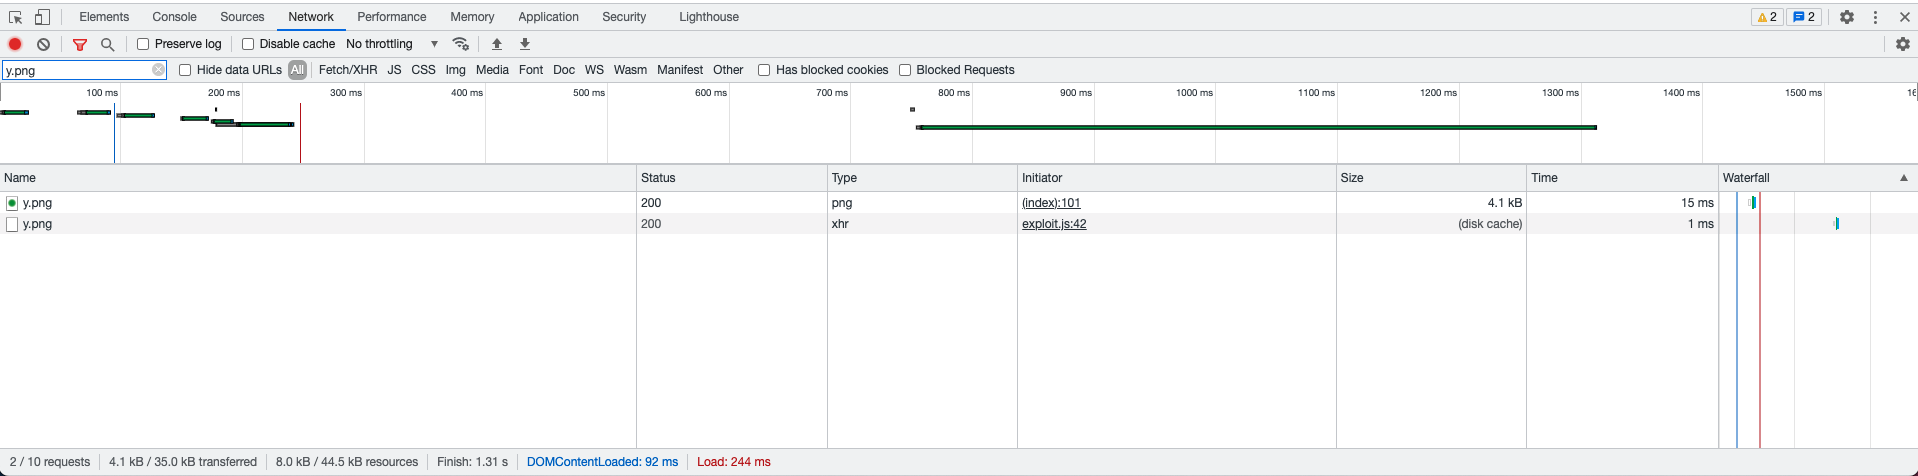 Elements Console Sources Network Performance Memory Application Security Lighthouse 2 2
Preserve log Disable cache No throttling
y.png Hide data URLs All Fetch/XHR JS CSS Img Media Font Doc WS Wasm Manifest Other Has blocked cookies Blocked Requests
100 ms 200 ms 300 ms 400 ms 500 ms 600 ms 700 ms 800 ms 900 ms 1000 ms 1100 ms 1200 ms 1300 ms 1400 ms 1500 ms 16
Name Status Type Initiator Size Time Waterfall
y.png 200 png (index):101 4.1 kB 15 ms
y.png 200 xhr exploit.js:42 (disk cache) 1 ms
2 / 10 requests 4.1 kB / 35.0 kB transferred 8.0 kB / 44.5 kB resources Finish: 1.31 s DOMContentLoaded: 92 ms Load: 244 ms